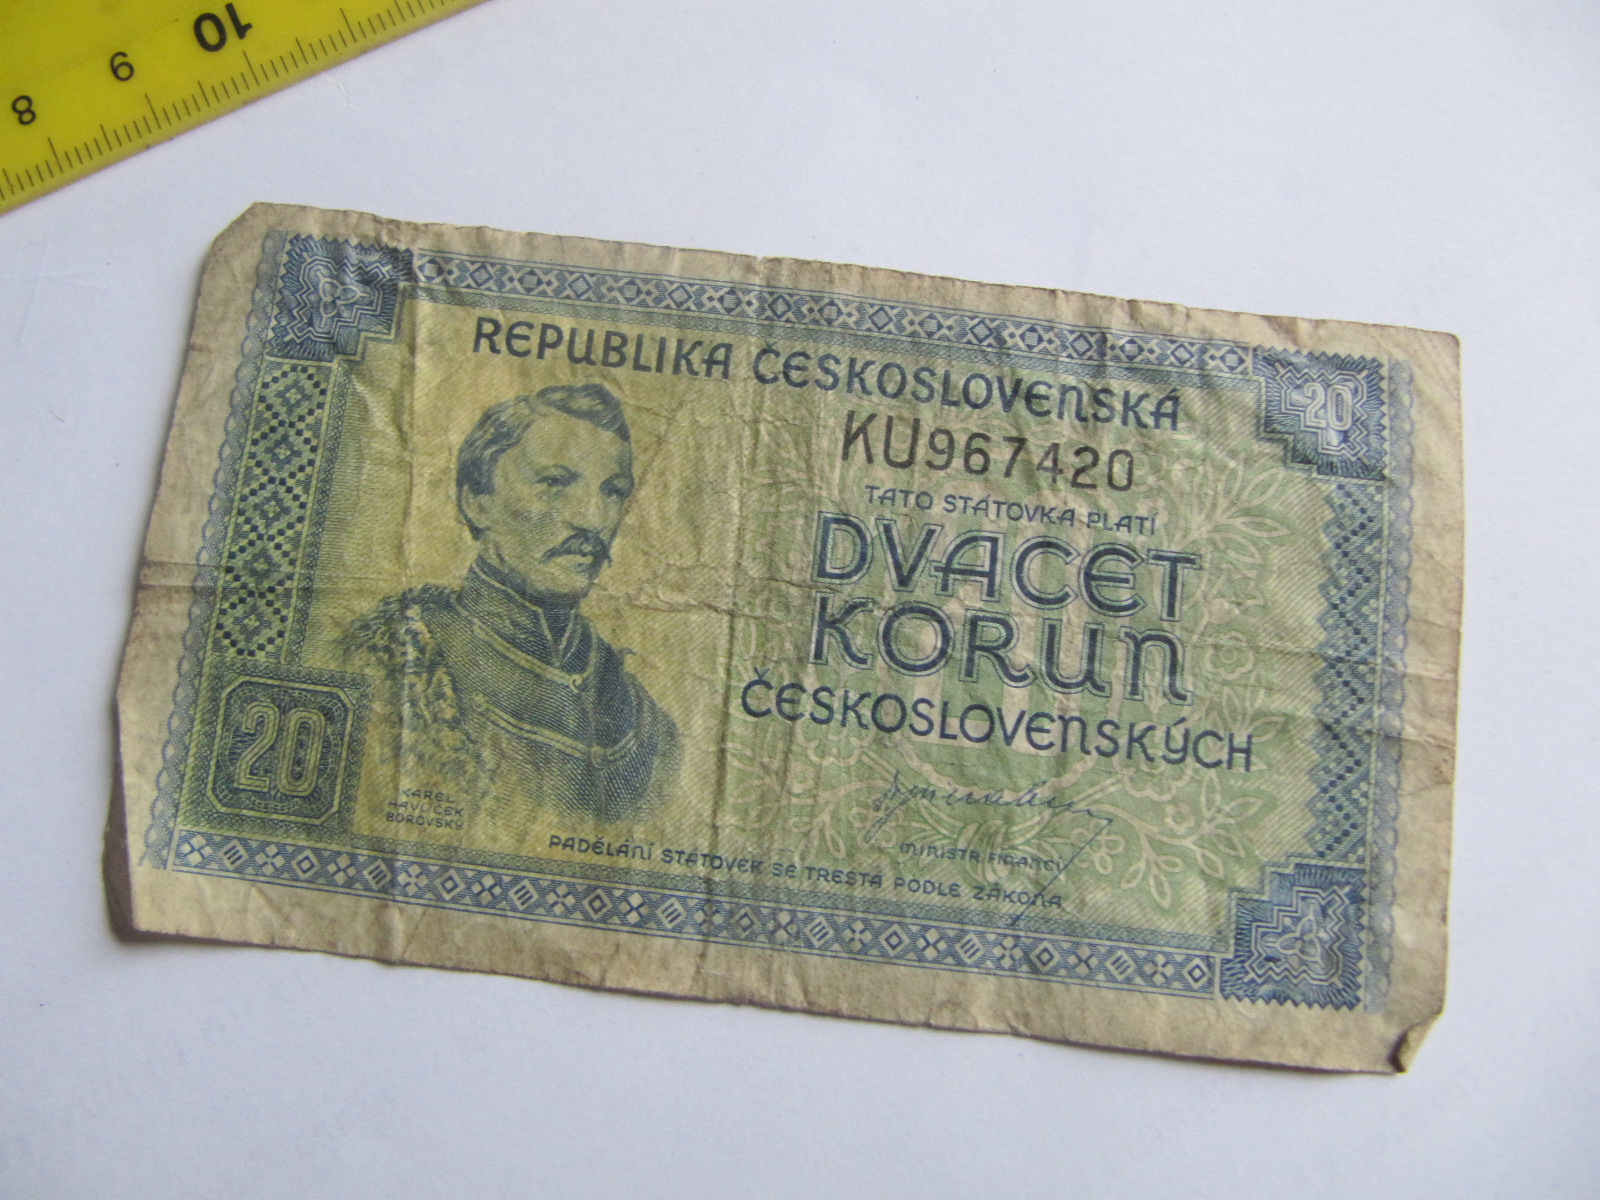 8 9 10
REPUBLIKA ČESKOSLOVENSKÁ
20
KU967420
TATO STÁTOVKA PLATÍ
DVACET
KORUN
ČESKOSLOVENSKÝCH
20
KAREL
HAVLÍČEK
BOROVSKÝ
MINISTR FINANCÍ
PADĚLÁNÍ STÁTOVEK SE TRESTÁ PODLE ZÁKONA